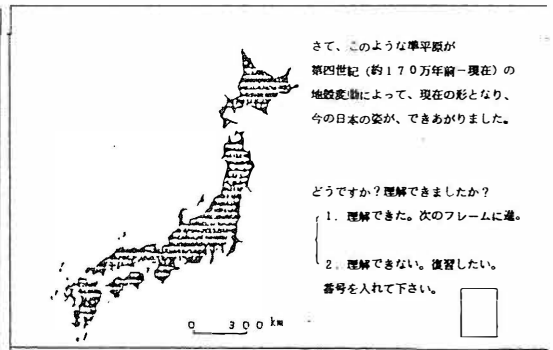 さて、このような準平原が
第四世紀（約170万年前－現在）の
地殻変動によって、現在の形となり、
今の日本の姿が、できあがりました。
どうですか？理解できましたか？
1．理解できた。次のフレームに進。
2．理解できない。復習したい。
番号を入れて下さい。
0 300 km